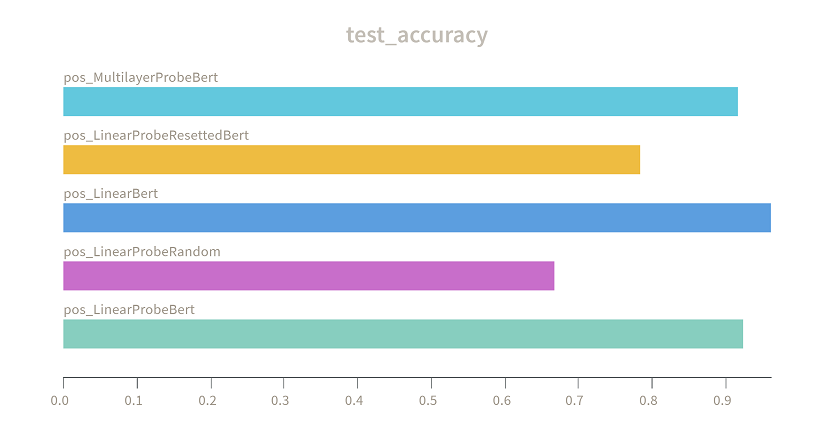 test_accuracy
pos_MultilayerProbeBert
pos_LinearProbeResettedBert
pos_LinearBert
pos_LinearProbeRandom
pos_LinearProbeBert
0.0 0.1 0.2 0.3 0.4 0.5 0.6 0.7 0.8 0.9